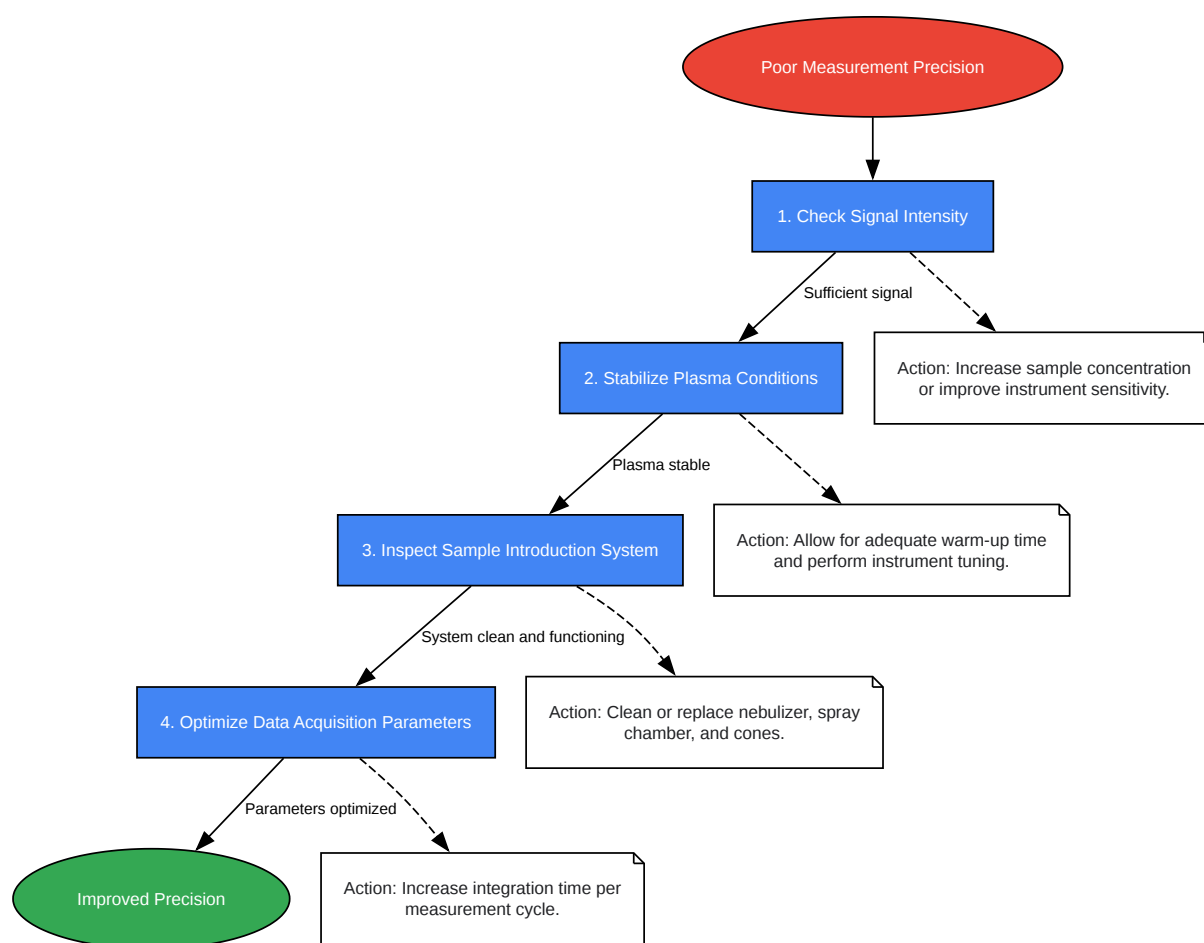 Poor Measurement Precision
1. Check Signal Intensity
Sufficient signal
Action: Increase sample concentration
or improve instrument sensitivity.
2. Stabilize Plasma Conditions
Plasma stable
Action: Allow for adequate warm-up time
and perform instrument tuning.
3. Inspect Sample Introduction System
System clean and functioning
Action: Clean or replace nebulizer, spray
chamber, and cones.
4. Optimize Data Acquisition Parameters
Parameters optimized
Action: Increase integration time per
measurement cycle.
Improved Precision